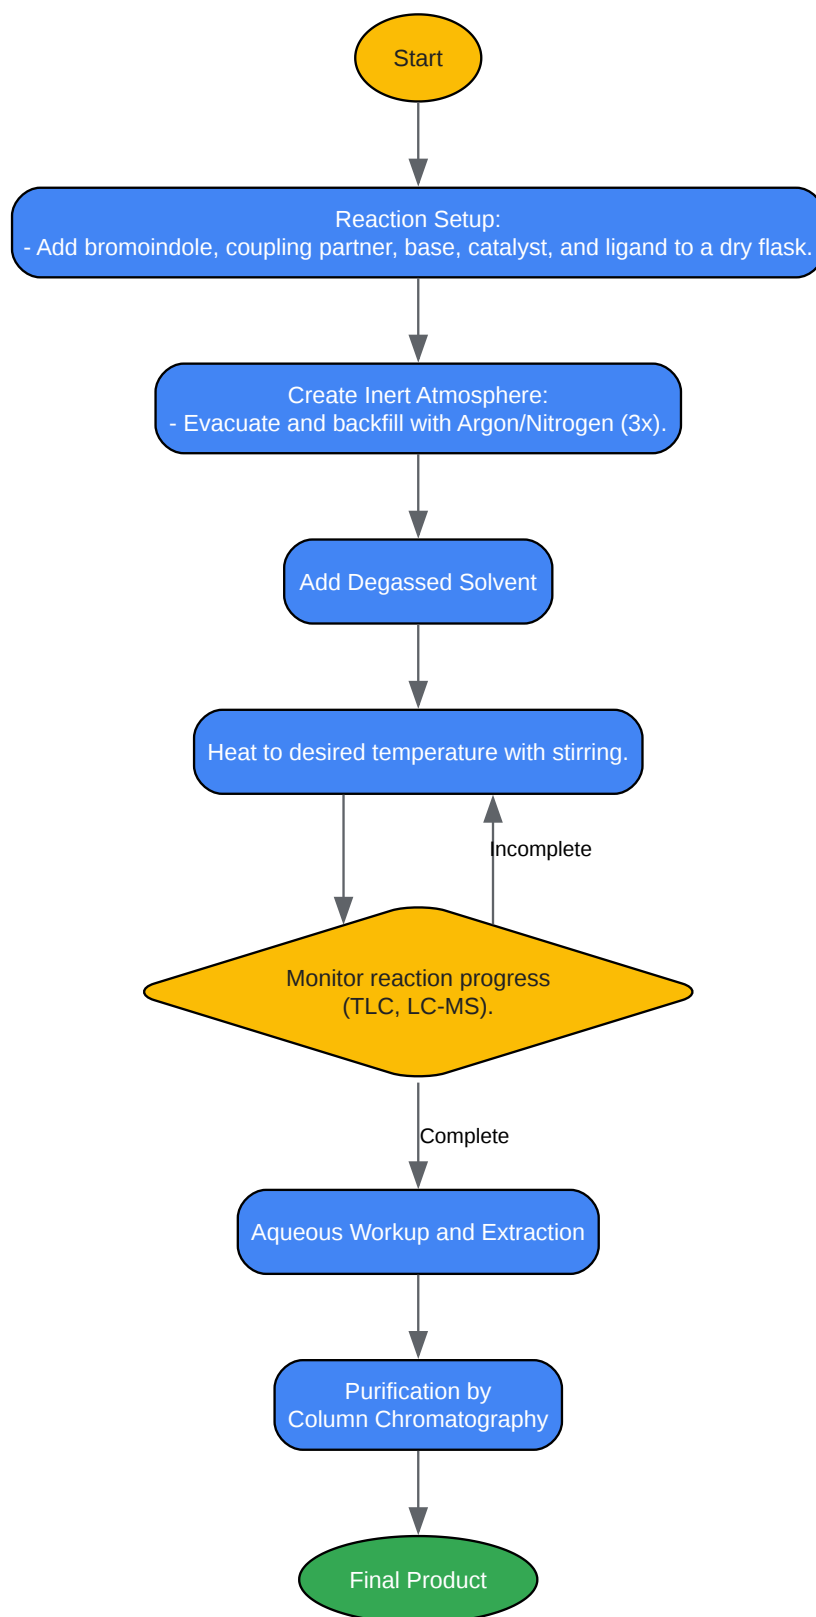 Start
Reaction Setup:
- Add bromoindole, coupling partner, base, catalyst, and ligand to a dry flask.
Create Inert Atmosphere:
- Evacuate and backfill with Argon/Nitrogen (3x).
Add Degassed Solvent
Heat to desired temperature with stirring.
Incomplete
Monitor reaction progress
(TLC, LC-MS).
Complete
Aqueous Workup and Extraction
Purification by
Column Chromatography
Final Product